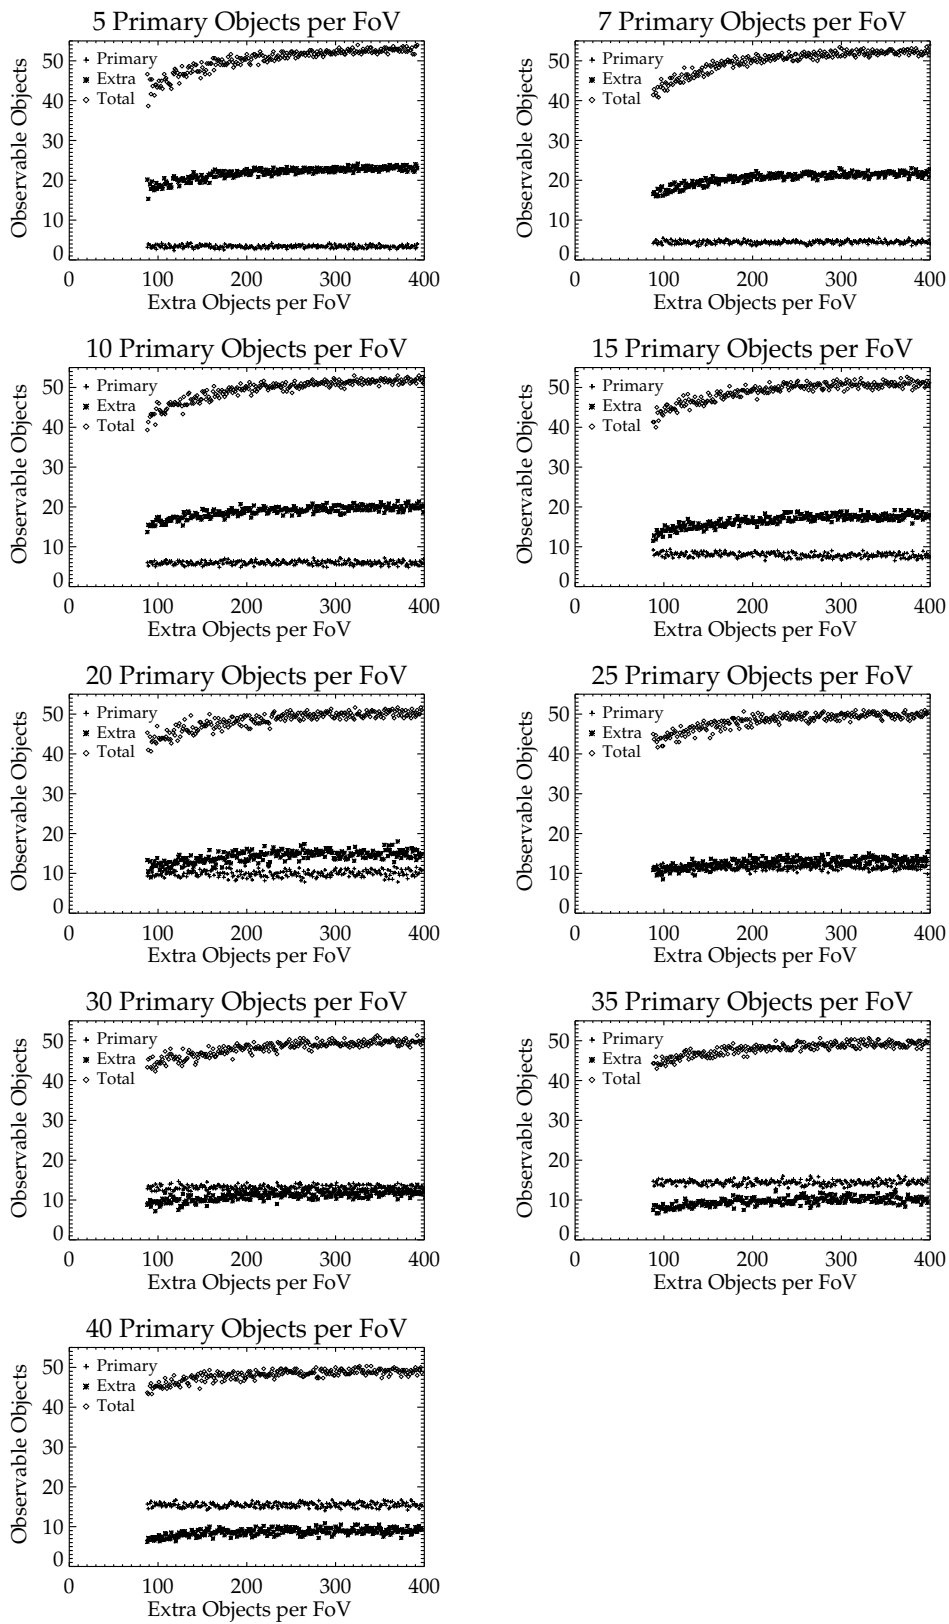 5 Primary Objects per FoV
Observable Objects
50
40
30
20
10
0
Primary
Extra
Total
0 100 200 300 400
Extra Objects per FoV
7 Primary Objects per FoV
Observable Objects
50
40
30
20
10
0
Primary
Extra
Total
0 100 200 300 400
Extra Objects per FoV
10 Primary Objects per FoV
Observable Objects
50
40
30
20
10
0
Primary
Extra
Total
0 100 200 300 400
Extra Objects per FoV
15 Primary Objects per FoV
Observable Objects
50
40
30
20
10
0
Primary
Extra
Total
0 100 200 300 400
Extra Objects per FoV
20 Primary Objects per FoV
Observable Objects
50
40
30
20
10
0
Primary
Extra
Total
0 100 200 300 400
Extra Objects per FoV
25 Primary Objects per FoV
Observable Objects
50
40
30
20
10
0
Primary
Extra
Total
0 100 200 300 400
Extra Objects per FoV
30 Primary Objects per FoV
Observable Objects
50
40
30
20
10
0
Primary
Extra
Total
0 100 200 300 400
Extra Objects per FoV
35 Primary Objects per FoV
Observable Objects
50
40
30
20
10
0
Primary
Extra
Total
0 100 200 300 400
Extra Objects per FoV
40 Primary Objects per FoV
Observable Objects
50
40
30
20
10
0
Primary
Extra
Total
0 100 200 300 400
Extra Objects per FoV